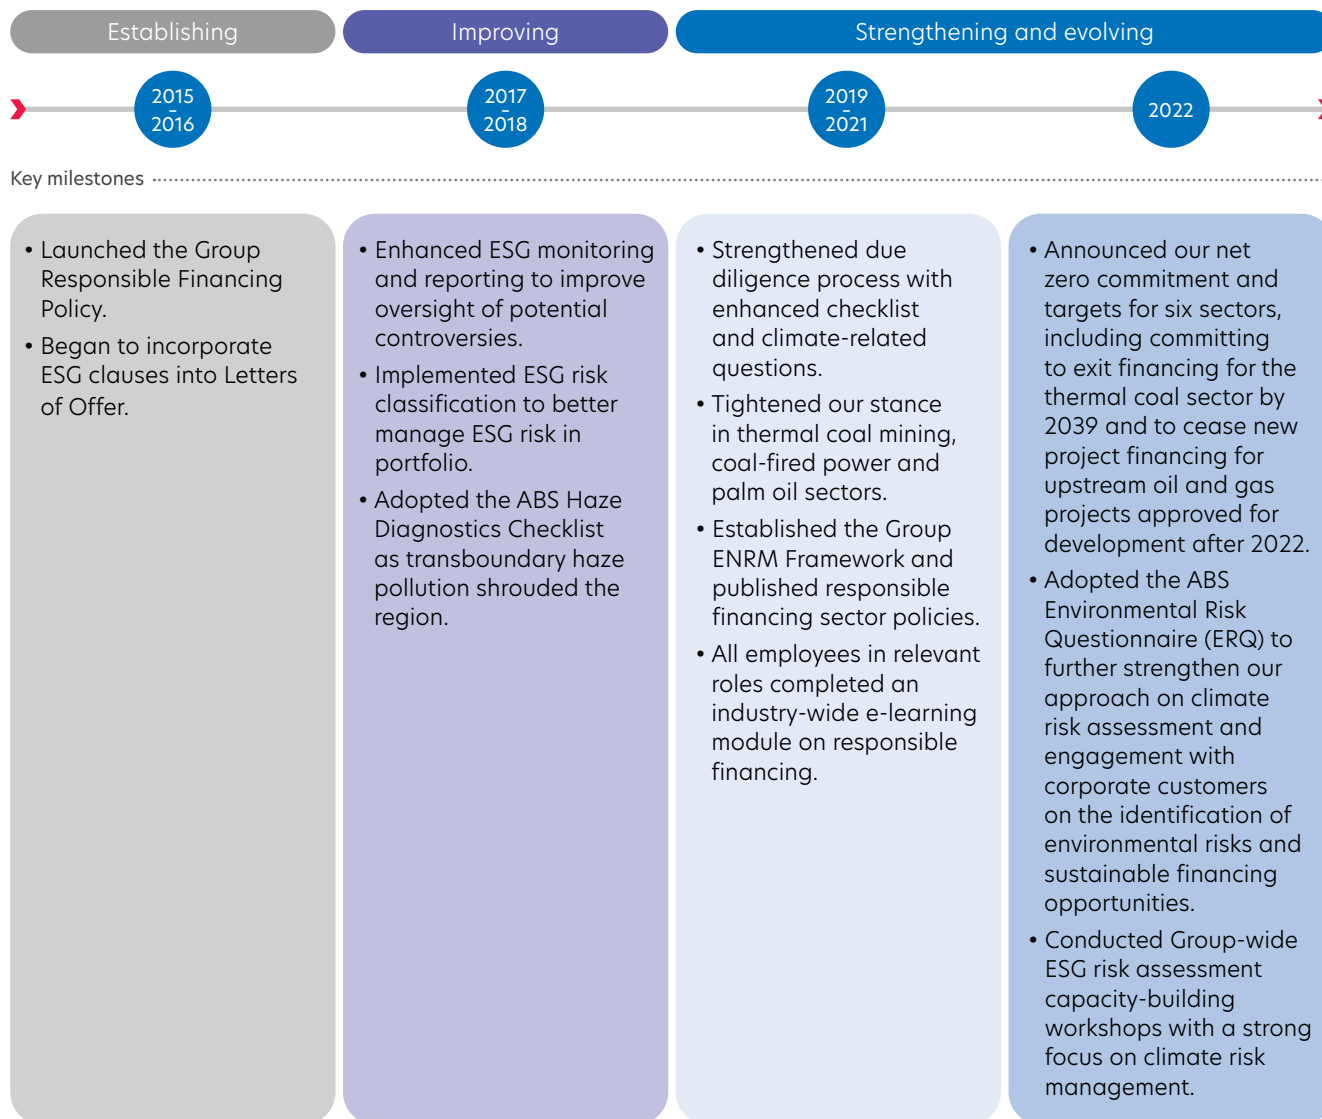 Establishing
Improving
Strengthening and evolving
2015
-
2016
2017
-
2018
2019
-
2021
2022
Key milestones
• Launched the Group
Responsible Financing
Policy.
• Began to incorporate
ESG clauses into Letters
of Offer.
• Enhanced ESG monitoring
and reporting to improve
oversight of potential
controversies.
• Implemented ESG risk
classification to better
manage ESG risk in
portfolio.
• Adopted the ABS Haze
Diagnostics Checklist
as transboundary haze
pollution shrouded the
region.
• Strengthened due
diligence process with
enhanced checklist
and climate-related
questions.
• Tightened our stance
in thermal coal mining,
coal-fired power and
palm oil sectors.
• Established the Group
ENRM Framework and
published responsible
financing sector policies.
• All employees in relevant
roles completed an
industry-wide e-learning
module on responsible
financing.
• Announced our net
zero commitment and
targets for six sectors,
including committing
to exit financing for the
thermal coal sector by
2039 and to cease new
project financing for
upstream oil and gas
projects approved for
development after 2022.
• Adopted the ABS
Environmental Risk
Questionnaire (ERQ) to
further strengthen our
approach on climate
risk assessment and
engagement with
corporate customers
on the identification of
environmental risks and
sustainable financing
opportunities.
• Conducted Group-wide
ESG risk assessment
capacity-building
workshops with a strong
focus on climate risk
management.